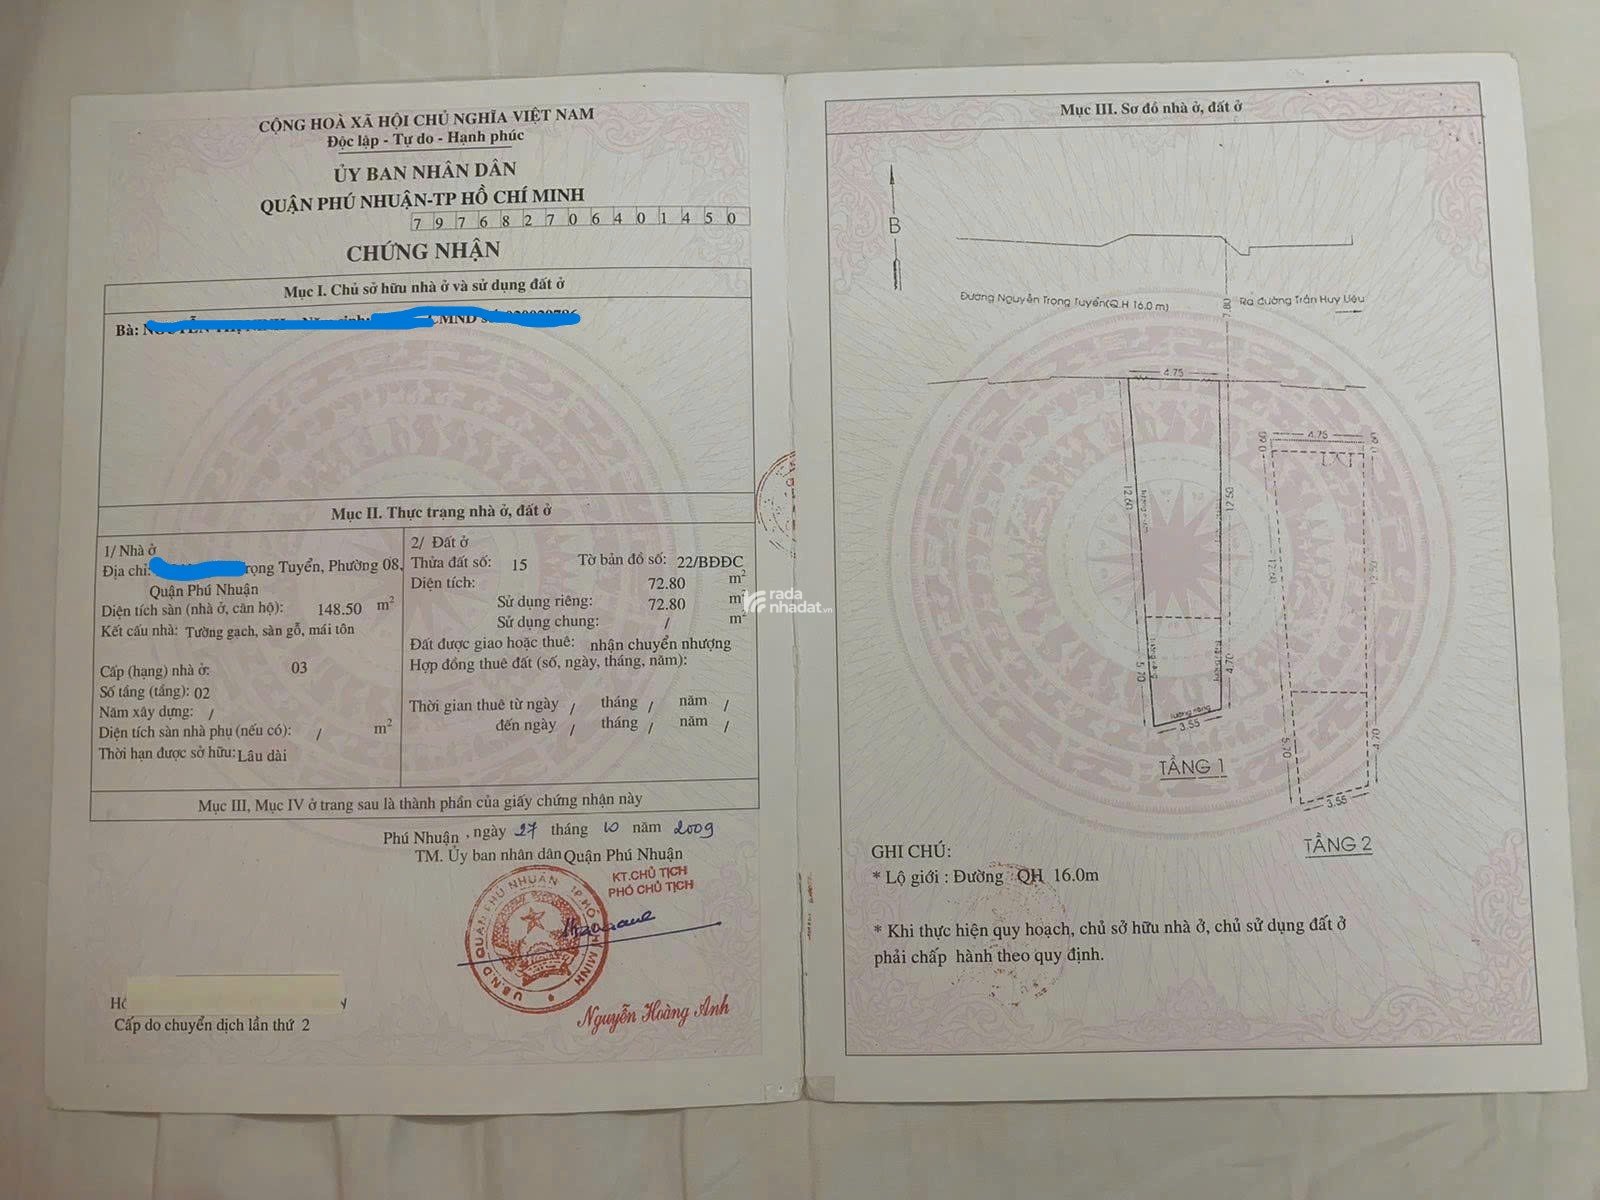 CỘNG HOÀ XÃ HỘI CHỦ NGHĨA VIỆT NAM
Độc lập - Tự do - Hạnh phúc
ỦY BAN NHÂN DÂN
QUẬN PHÚ NHUẬN-TP HỒ CHÍ MINH
797682706401450
CHỨNG NHẬN
Mục I. Chủ sở hữu nhà ở và sử dụng đất ở
Bà:
Mục II. Thực trạng nhà ở, đất ở
1/ Nhà ở
Địa chỉ: rọng Tuyển, Phường 08,
Quận Phú Nhuận
Diện tích sàn (nhà ở, căn hộ): 148.50 m2
Kết cấu nhà: Tường gạch, sàn gỗ, mái tôn
Cấp (hạng) nhà ở: 03
Số tầng (tầng): 02
Năm xây dựng: /
Diện tích sàn nhà phụ (nếu có): / m2
Thời hạn được sở hữu: Lâu dài
2/ Đất ở
Thửa đất số: 15 Tờ bản đồ số: 22/BĐĐC
Diện tích: 72.80 m2
Sử dụng riêng: 72.80 m2
Sử dụng chung: / m2
Đất được giao hoặc thuê: nhận chuyển nhượng
Hợp đồng thuê đất (số, ngày, tháng, năm):
Thời gian thuê từ ngày / tháng / năm /
đến ngày / tháng / năm /
Mục III, Mục IV ở trang sau là thành phần của giấy chứng nhận này
Phú Nhuận, ngày 27 tháng 10 năm 2009
TM. Ủy ban nhân dân Quận Phú Nhuận
KT.CHỦ TỊCH
PHÓ CHỦ TỊCH
U.B.N.D QUẬN PHÚ NHUẬN T.P HỒ CHÍ MINH
Nguyễn Hoàng Anh
Cấp do chuyển dịch lần thứ 2
rada
nhadat.vn
Mục III. Sơ đồ nhà ở, đất ở
B
Đường Nguyễn Trọng Tuyển(Q.H 16.0 m)
7.80
Ra đường Trần Huy Liệu
4.75
12.60
12.50
5.70
4.70
tường riêng
3.55
TẦNG 1
4.75
0.90
12.60
12.50
5.70
4.70
3.55
TẦNG 2
GHI CHÚ:
* Lộ giới : Đường QH 16.0m
* Khi thực hiện quy hoạch, chủ sở hữu nhà ở, chủ sử dụng đất ở
phải chấp hành theo quy định.